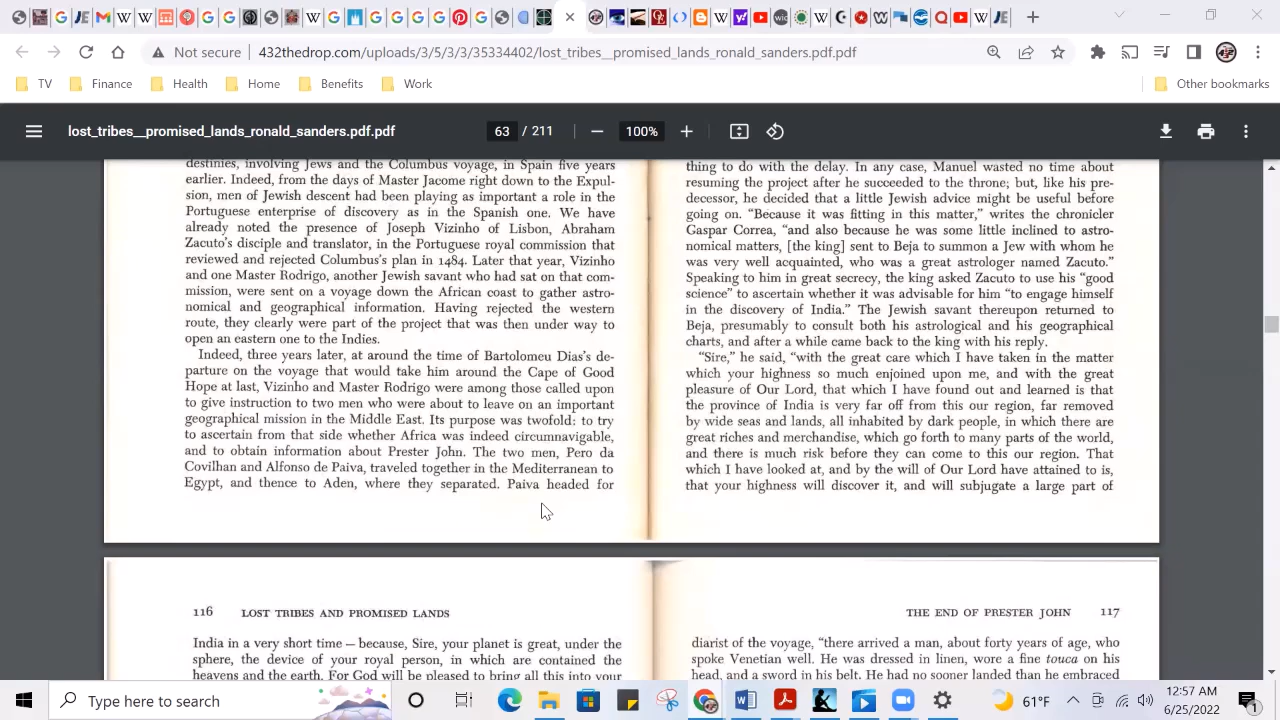 Not secure
432thedrop.com/uploads/3/5/3/3/35334402/lost_tribes__promised_lands_ronald_sanders.pdf.pdf
TV
Finance
Health
Home
Benefits
Work
Other bookmarks
lost_tribes__promised_lands_ronald_sanders.pdf.pdf
63 / 211
100%
destinies, involving Jews and the Columbus voyage, in Spain five years
earlier. Indeed, from the days of Master Jacome right down to the Expul-
sion, men of Jewish descent had been playing as important a role in the
Portuguese enterprise of discovery as in the Spanish one. We have
already noted the presence of Joseph Vizinho of Lisbon, Abraham
Zacuto's disciple and translator, in the Portuguese royal commission that
reviewed and rejected Columbus's plan in 1484. Later that year, Vizinho
and one Master Rodrigo, another Jewish savant who had sat on that com-
mission, were sent on a voyage down the African coast to gather astro-
nomical and geographical information. Having rejected the western
route, they clearly were part of the project that was then under way to
open an eastern one to the Indies.
Indeed, three years later, at around the time of Bartolomeu Dias's de-
parture on the voyage that would take him around the Cape of Good
Hope at last, Vizinho and Master Rodrigo were among those called upon
to give instruction to two men who were about to leave on an important
geographical mission in the Middle East. Its purpose was twofold: to try
to ascertain from that side whether Africa was indeed circumnavigable,
and to obtain information about Prester John. The two men, Pero da
Covilhan and Alfonso de Paiva, traveled together in the Mediterranean to
Egypt, and thence to Aden, where they separated. Paiva headed for
thing to do with the delay. In any case, Manuel wasted no time about
resuming the project after he succeeded to the throne; but, like his pre-
decessor, he decided that a little Jewish advice might be useful before
going on. "Because it was fitting in this matter," writes the chronicler
Gaspar Correa, "and also because he was some little inclined to astro-
nomical matters, [the king] sent to Beja to summon a Jew with whom he
was very well acquainted, who was a great astrologer named Zacuto."
Speaking to him in great secrecy, the king asked Zacuto to use his "good
science" to ascertain whether it was advisable for him "to engage himself
in the discovery of India." The Jewish savant thereupon returned to
Beja, presumably to consult both his astrological and his geographical
charts, and after a while came back to the king with his reply.
"Sire," he said, "with the great care which I have taken in the matter
which your highness so much enjoined upon me, and with the great
pleasure of Our Lord, that which I have found out and learned is that
the province of India is very far off from this our region, far removed
by wide seas and lands, all inhabited by dark people, in which there are
great riches and merchandise, which go forth to many parts of the world,
and there is much risk before they can come to this our region. That
which I have looked at, and by the will of Our Lord have attained to is,
that your highness will discover it, and will subjugate a large part of
116 LOST TRIBES AND PROMISED LANDS
India in a very short time — because, Sire, your planet is great, under the
sphere, the device of your royal person, in which are contained the
heavens and the earth. For God will be pleased to bring all this into your
THE END OF PRESTER JOHN 117
diarist of the voyage, "there arrived a man, about forty years of age, who
spoke Venetian well. He was dressed in linen, wore a fine touca on his
head, and a sword in his belt. He had no sooner landed than he embraced
Type here to search
61°F
12:57 AM
6/25/2022